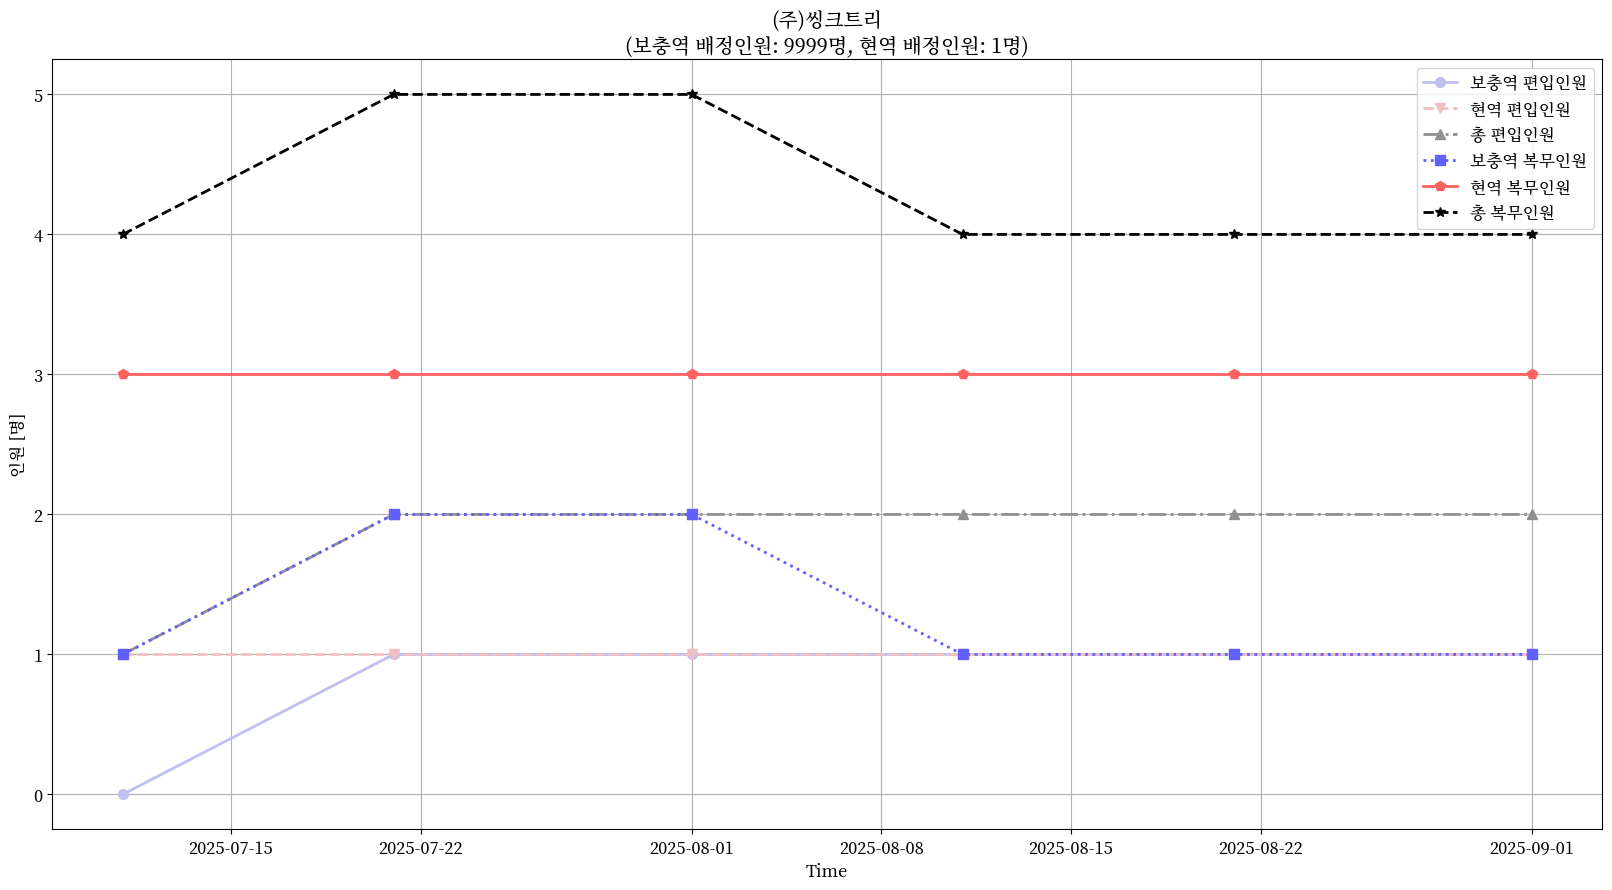 (주)씽크트리
(보충역 배정인원: 9999명, 현역 배정인원: 1명)
보충역 편입인원
현역 편입인원
총 편입인원
보충역 복무인원
현역 복무인원
총 복무인원
인원 [명]
5
4
3
2
1
0
2025-07-15
2025-07-22
2025-08-01
2025-08-08
2025-08-15
2025-08-22
2025-09-01
Time